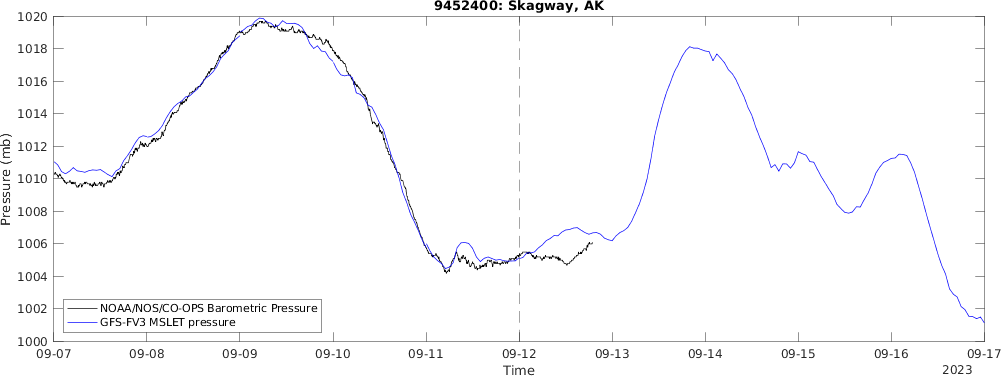 9452400: Skagway, AK
1020
1018
1016
1014
1012
1010
1008
1006
1004
1002
1000
Pressure (mb)
NOAA/NOS/CO-OPS Barometric Pressure
GFS-FV3 MSLET pressure
09-07 09-08 09-09 09-10 09-11 09-12 09-13 09-14 09-15 09-16 09-17
Time
2023